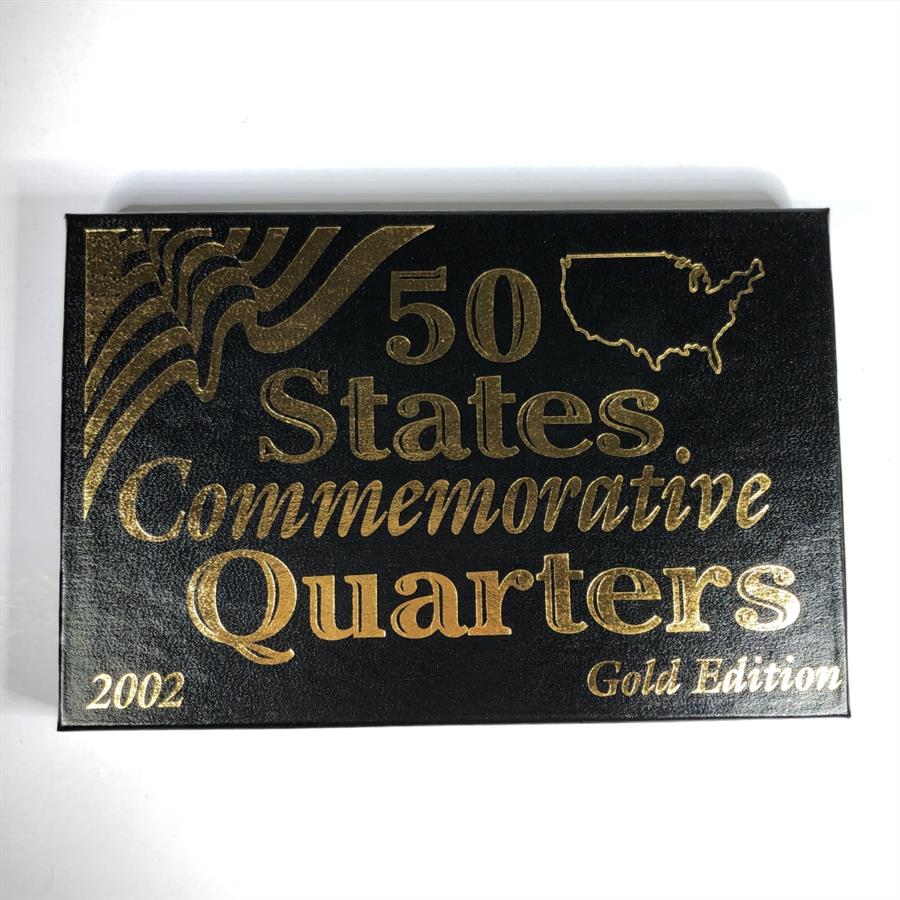 50
States
Commemorative
Quarters
2002
Gold Edition